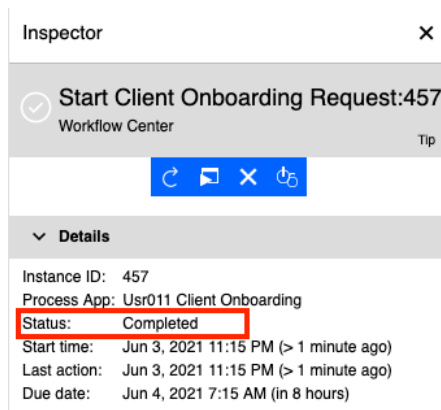 Inspector
Start Client Onboarding Request:457
Workflow Center
Tip
Details
Instance ID: 457
Process App: Usr011 Client Onboarding
Status: Completed
Start time: Jun 3, 2021 11:15 PM (> 1 minute ago)
Last action: Jun 3, 2021 11:15 PM (> 1 minute ago)
Due date: Jun 4, 2021 7:15 AM (in 8 hours)